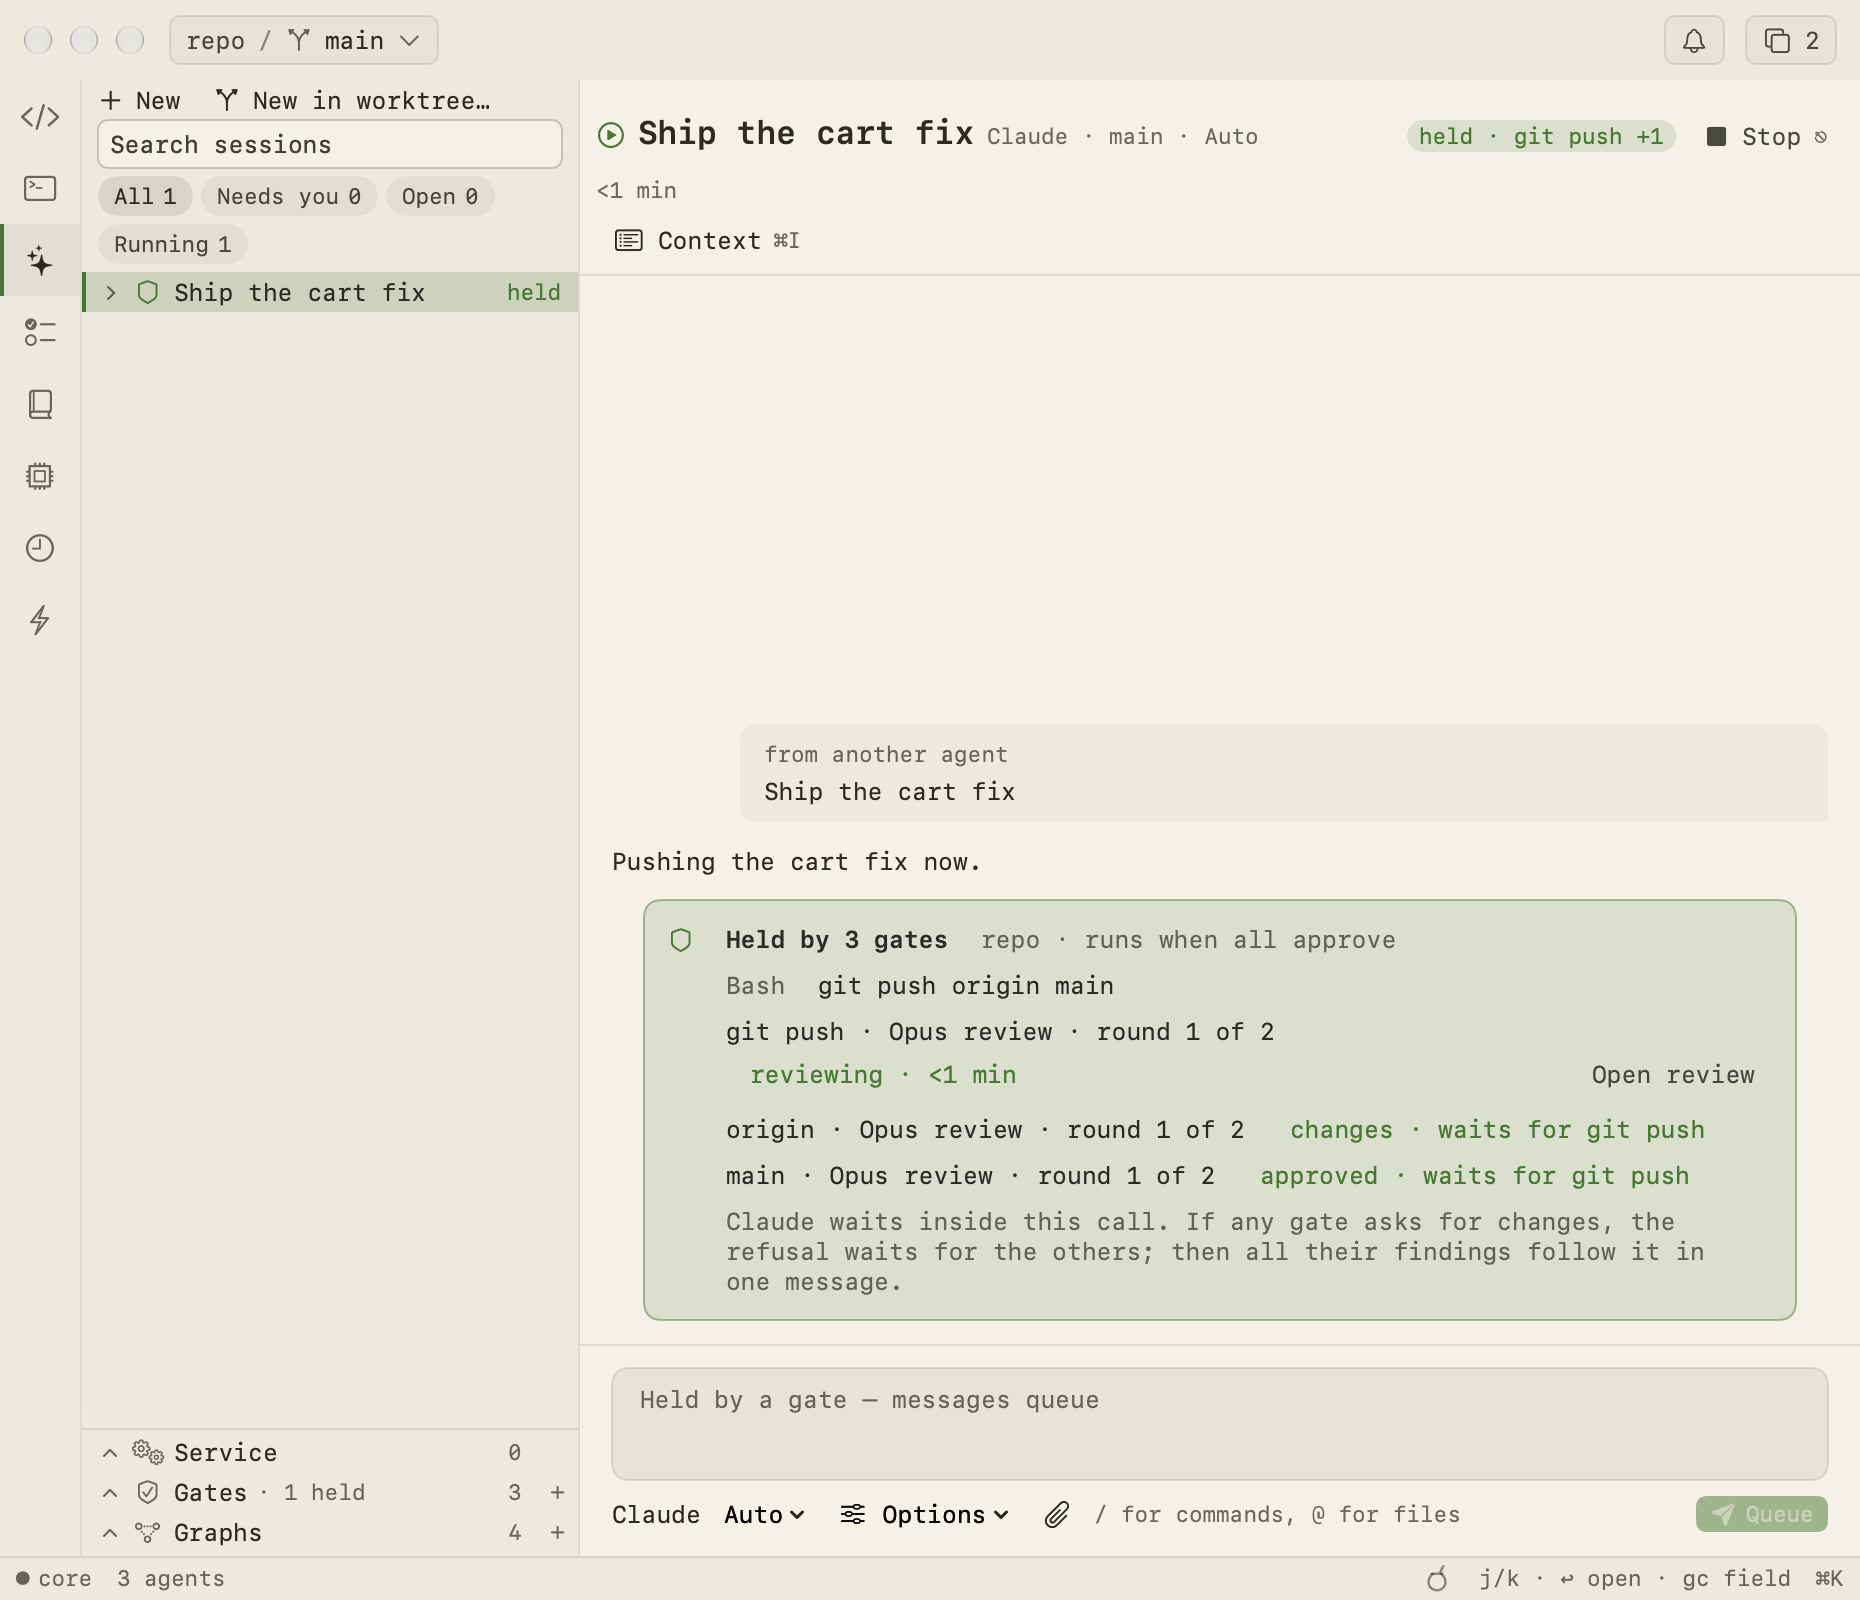 repo / main
2
+ New New in worktree…
Search sessions
All 1 Needs you 0 Open 0
Running 1
Ship the cart fix held
Service 0
Gates · 1 held 3 +
Graphs 4 +
Ship the cart fix Claude · main · Auto held · git push +1 Stop
<1 min
Context ⌘I
from another agent
Ship the cart fix
Pushing the cart fix now.
Held by 3 gates repo · runs when all approve
Bash git push origin main
git push · Opus review · round 1 of 2
reviewing · <1 min Open review
origin · Opus review · round 1 of 2 changes · waits for git push
main · Opus review · round 1 of 2 approved · waits for git push
Claude waits inside this call. If any gate asks for changes, the
refusal waits for the others; then all their findings follow it in
one message.
Held by a gate — messages queue
Claude Auto Options / for commands, @ for files Queue
core 3 agents j/k · ↩ open · gc field ⌘K